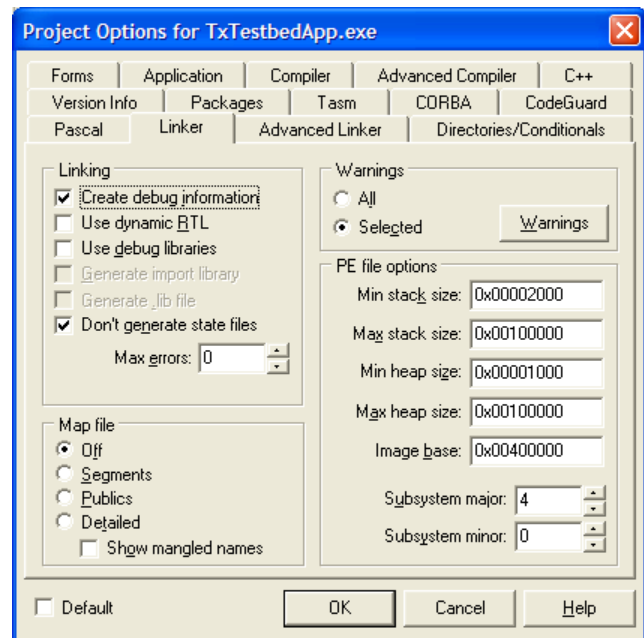 Project Options for TxTestbedApp.exe
Forms Application Compiler Advanced Compiler C++
Version Info Packages Tasm CORBA CodeGuard
Pascal Linker Advanced Linker Directories/Conditionals
Linking
Create debug information
Use dynamic RTL
Use debug libraries
Generate import library
Generate .lib file
Don't generate state files
Max errors: 0
Map file
Off
Segments
Publics
Detailed
Show mangled names
Warnings
All
Selected
Warnings
PE file options
Min stack size: 0x00002000
Max stack size: 0x00100000
Min heap size: 0x00001000
Max heap size: 0x00100000
Image base: 0x00400000
Subsystem major: 4
Subsystem minor: 0
Default OK Cancel Help